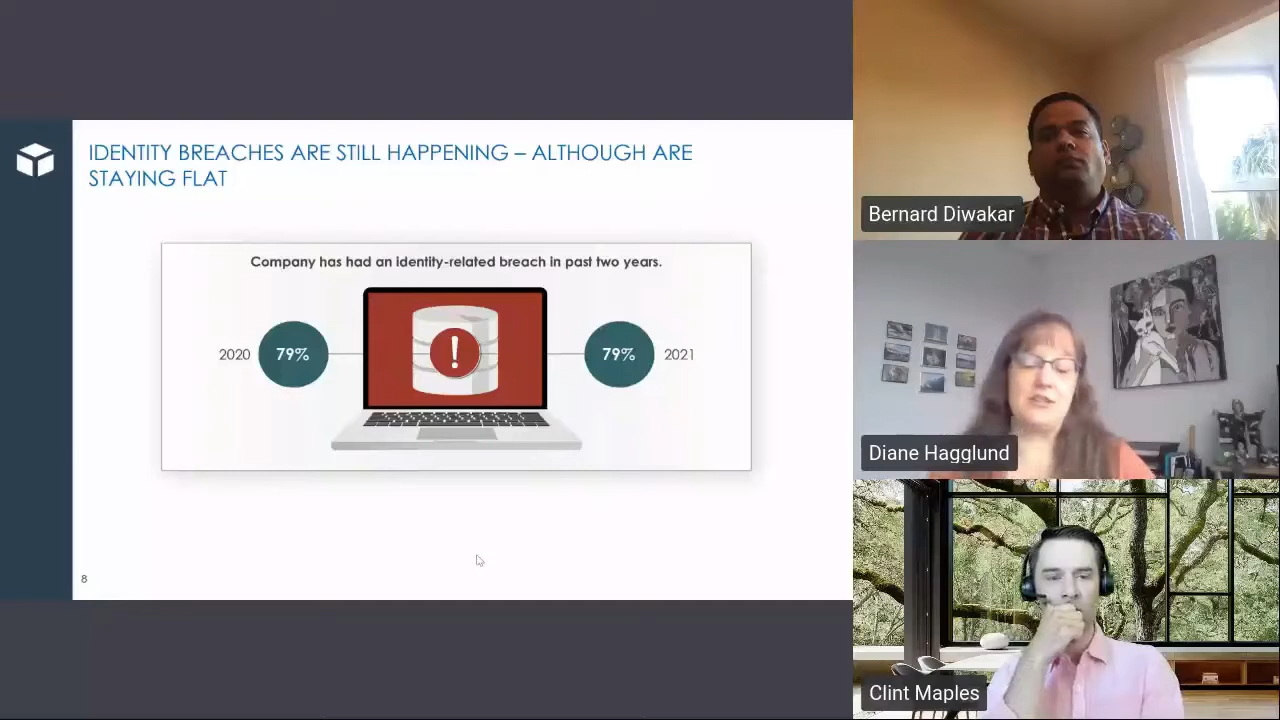 IDENTITY BREACHES ARE STILL HAPPENING – ALTHOUGH ARE
STAYING FLAT
Company has had an identity-related breach in past two years.
2020
79%
!
79%
2021
8
Bernard Diwakar
Diane Hagglund
Clint Maples